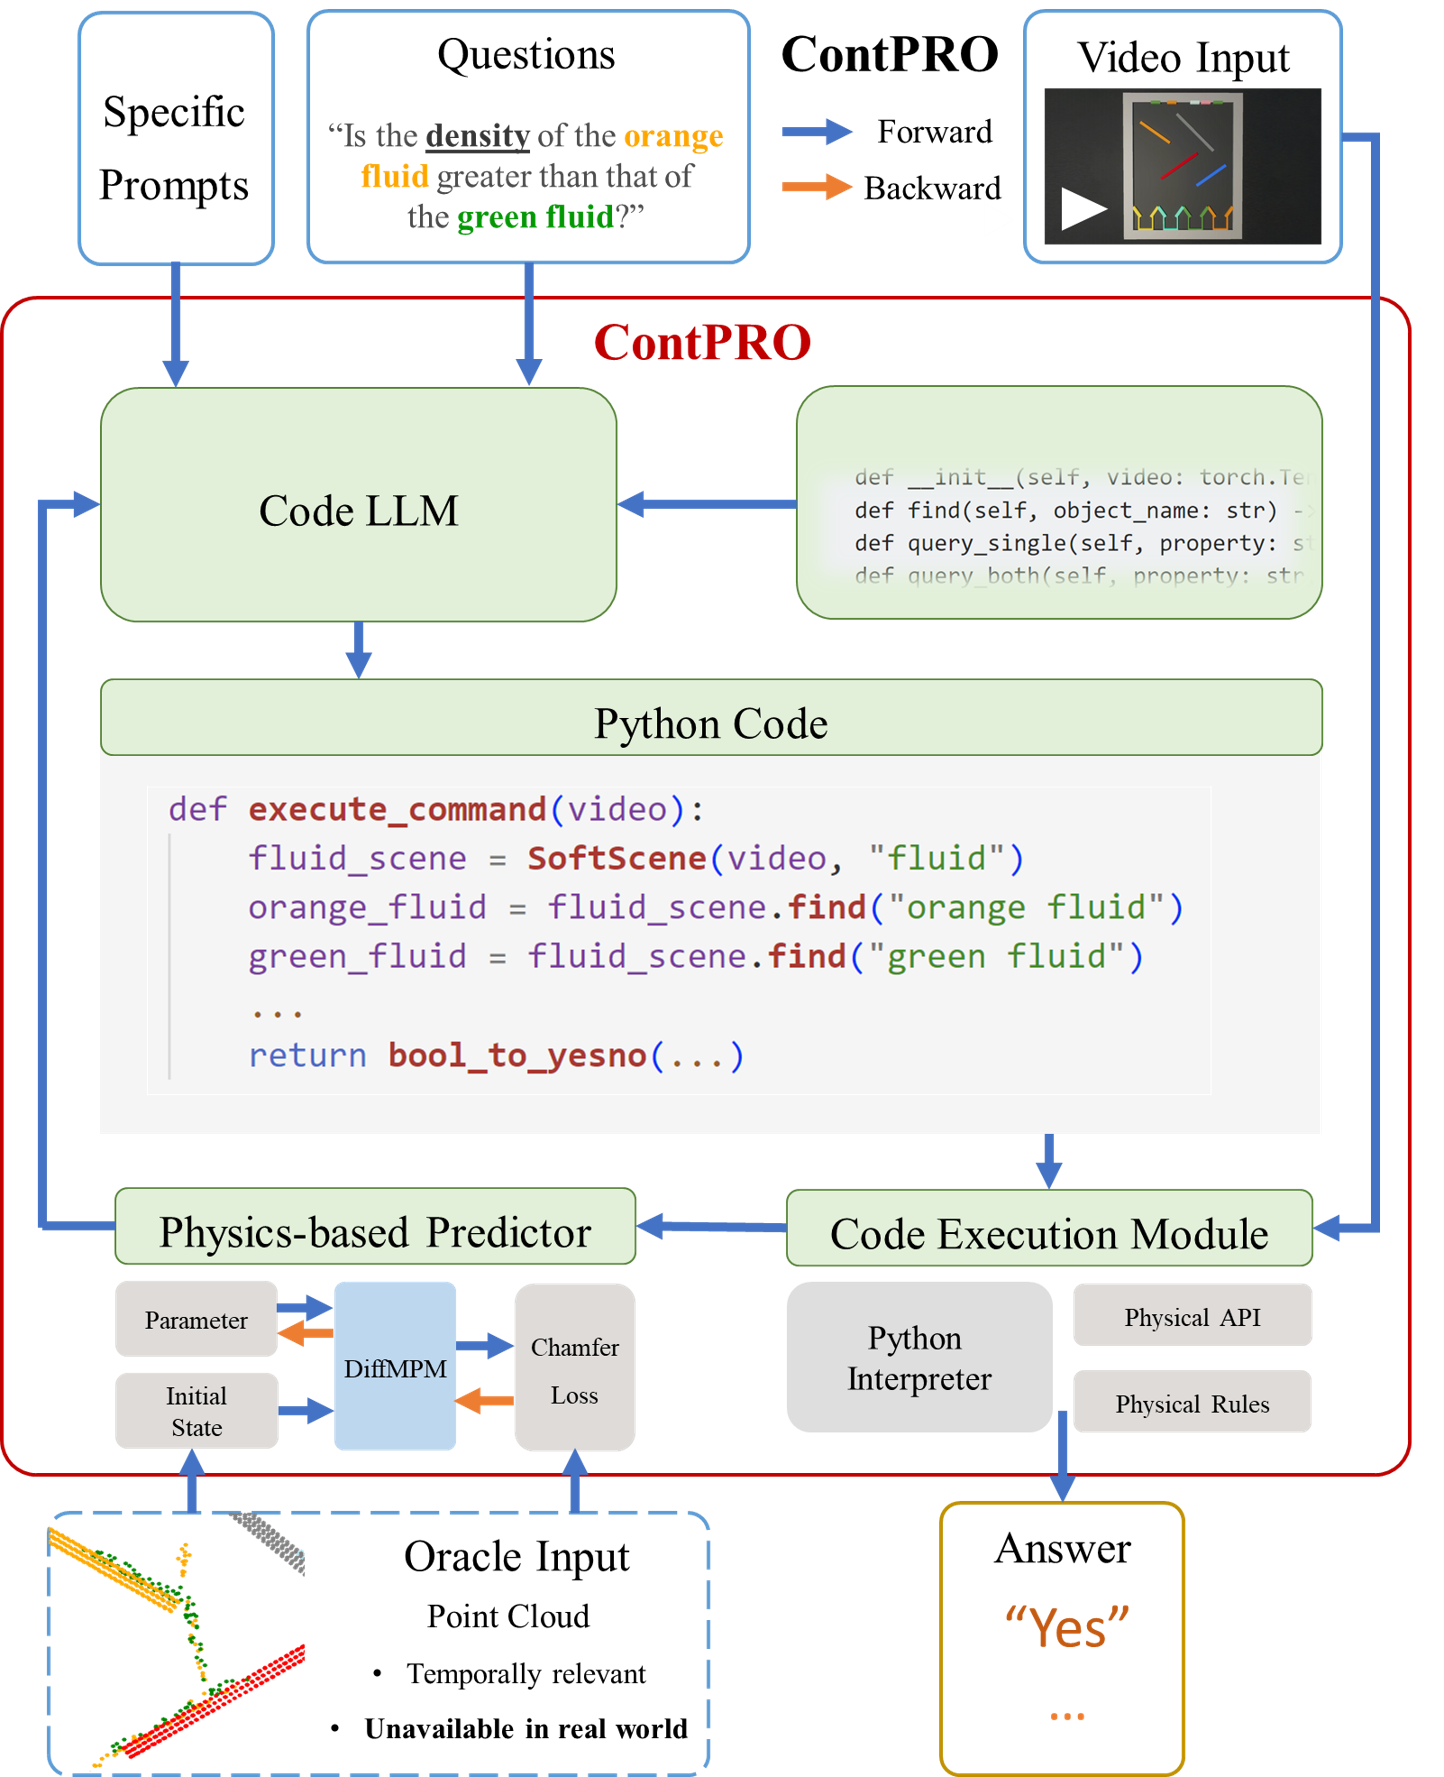 Specific
Prompts
Questions
“Is the density of the orange
fluid greater than that of
the green fluid?”
ContPRO
Forward
Backward
Video Input
ContPRO
Code LLM
def __init__(self, video: torch.Te
def find(self, object_name: str) -
def query_single(self, property: st
def query_both(self, property: str
Python Code
def execute_command(video):
fluid_scene = SoftScene(video, "fluid")
orange_fluid = fluid_scene.find("orange fluid")
green_fluid = fluid_scene.find("green fluid")
...
return bool_to_yesno(...)
Physics-based Predictor
Code Execution Module
Parameter
Initial
State
DiffMPM
Chamfer
Loss
Python
Interpreter
Physical API
Physical Rules
Oracle Input
Point Cloud
• Temporally relevant
• Unavailable in real world
Answer
“Yes”
...